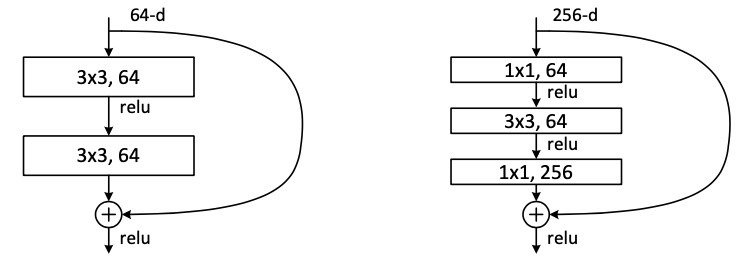 64-d
3x3, 64
relu
3x3, 64
relu
256-d
1x1, 64
relu
3x3, 64
relu
1x1, 256
relu